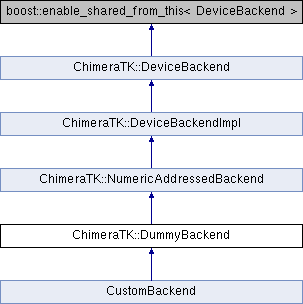 boost::enable_shared_from_this< DeviceBackend >
ChimeraTK::DeviceBackend
ChimeraTK::DeviceBackendImpl
ChimeraTK::NumericAddressedBackend
ChimeraTK::DummyBackend
CustomBackend